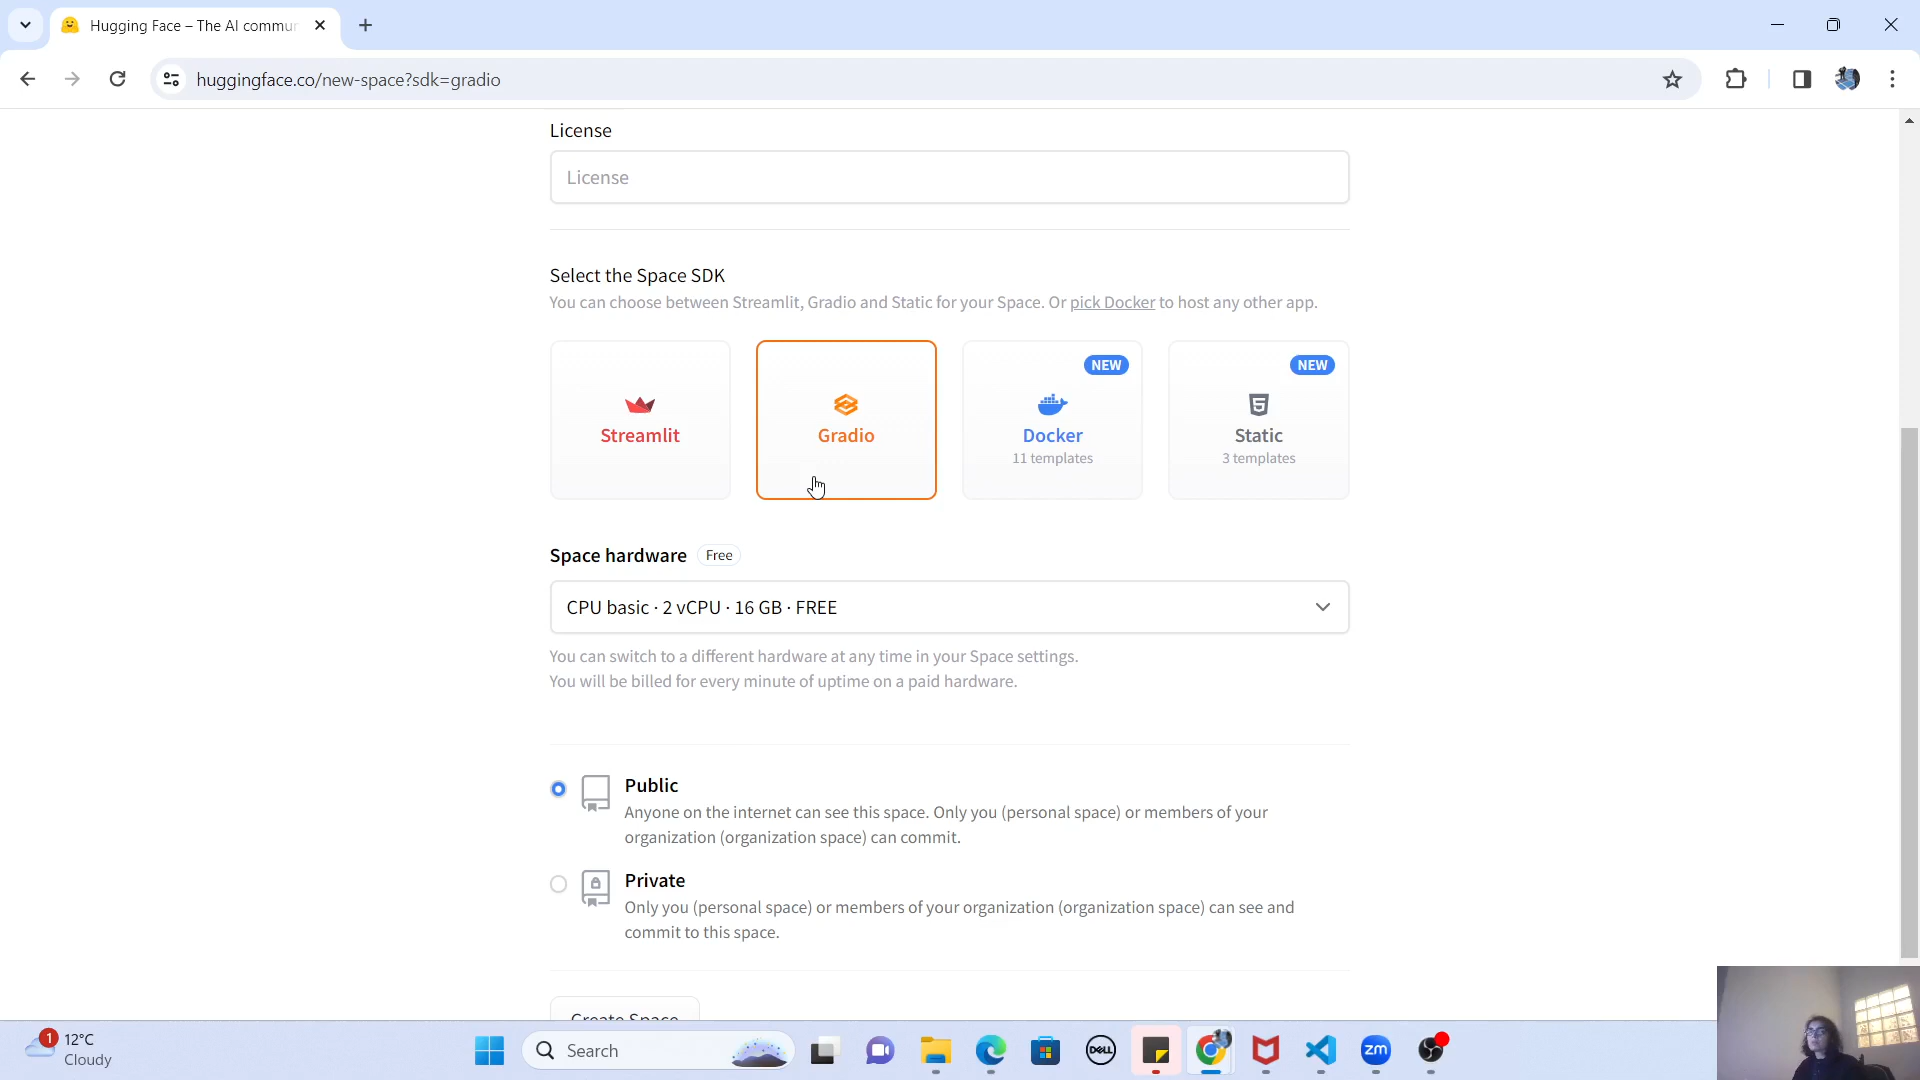 Hugging Face – The AI commu
huggingface.co/new-space?sdk=gradio
License
License
Select the Space SDK
You can choose between Streamlit, Gradio and Static for your Space. Or pick Docker to host any other app.
Streamlit
Gradio
NEW
Docker
11 templates
NEW
Static
3 templates
Space hardware Free
CPU basic · 2 vCPU · 16 GB · FREE
You can switch to a different hardware at any time in your Space settings.
You will be billed for every minute of uptime on a paid hardware.
Public
Anyone on the internet can see this space. Only you (personal space) or members of your
organization (organization space) can commit.
Private
Only you (personal space) or members of your organization (organization space) can see and
commit to this space.
Create Space
1
12°C
Cloudy
Search
DELL
zm